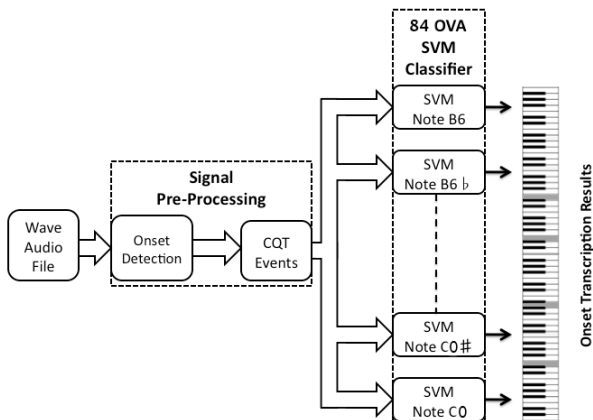 84 OVA
SVM
Classifier
SVM
Note B6
Signal
Pre-Processing
SVM
Note B6♭
Wave
Audio
File
Onset
Detection
CQT
Events
SVM
Note C0♯
SVM
Note C0
Onset Transcription Results